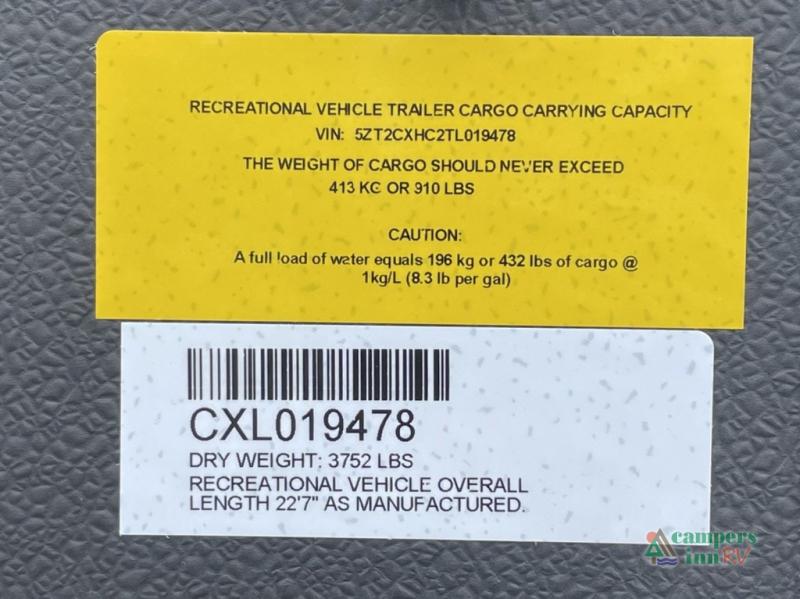 RECREATIONAL VEHICLE TRAILER CARGO CARRYING CAPACITY
VIN: 5ZT2CXHC2TL019478
THE WEIGHT OF CARGO SHOULD NEVER EXCEED
413 KG OR 910 LBS
CAUTION:
A full load of water equals 196 kg or 432 lbs of cargo @
1kg/L (8.3 lb per gal)
CXL019478
DRY WEIGHT: 3752 LBS
RECREATIONAL VEHICLE OVERALL
LENGTH 22'7" AS MANUFACTURED.
campers
inn RV